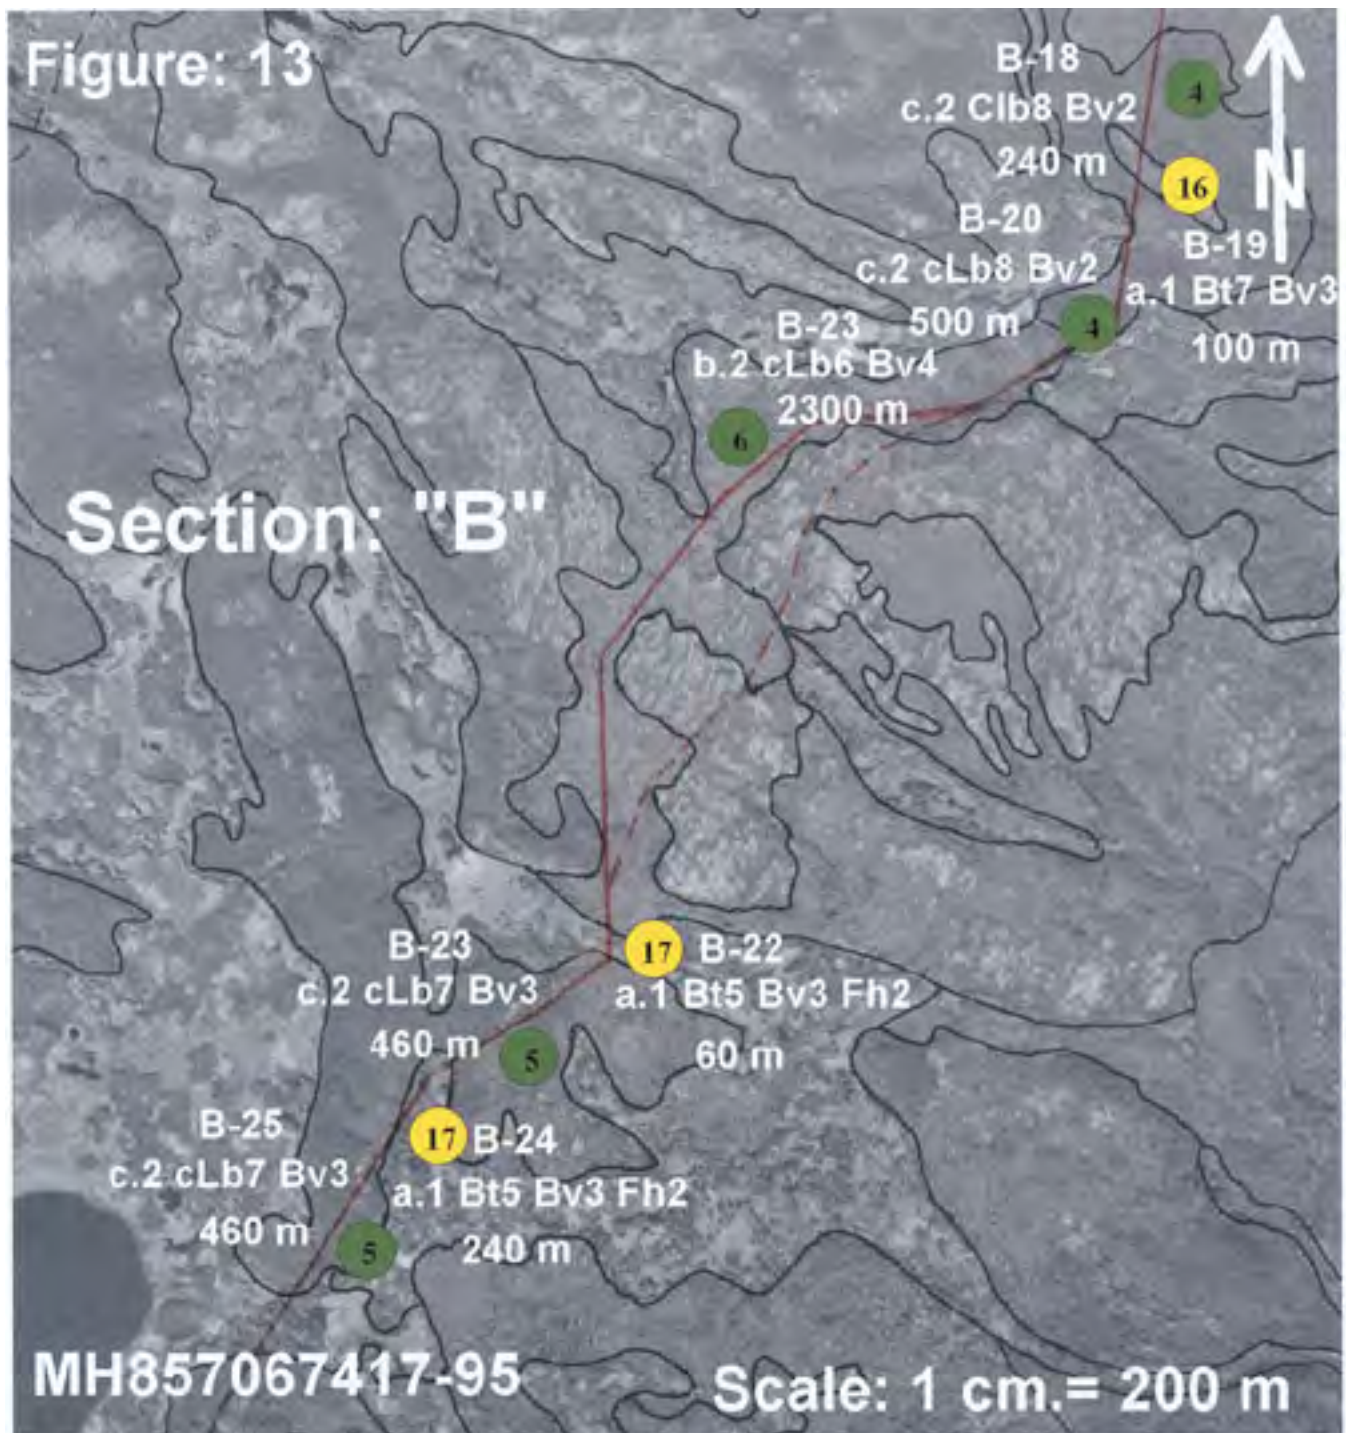 Figure: 13
B-18
c.2 Clb8 Bv2
240 m
4
16
N
B-20
c.2 cLb8 Bv2
500 m
4
B-19
a.1 Bt7 Bv3
100 m
B-23
b.2 cLb6 Bv4
2300 m
6
Section: "B"
B-23
c.2 cLb7 Bv3
460 m
5
17
B-22
a.1 Bt5 Bv3 Fh2
60 m
B-25
c.2 cLb7 Bv3
460 m
5
17
B-24
a.1 Bt5 Bv3 Fh2
240 m
MH857067417-95
Scale: 1 cm.= 200 m